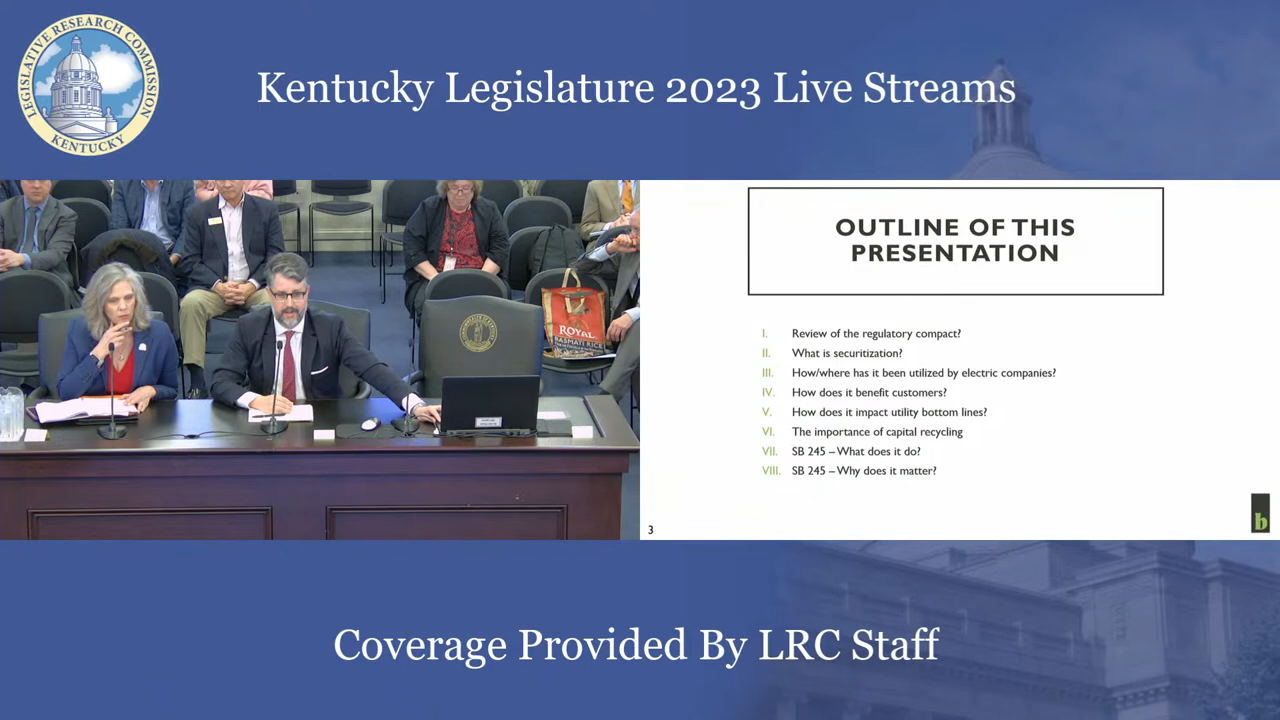 LEGISLATIVE RESEARCH COMMISSION
KENTUCKY
Kentucky Legislature 2023 Live Streams
ROYAL
BASMATI RICE
OUTLINE OF THIS
PRESENTATION
I. Review of the regulatory compact?
II. What is securitization?
III. How/where has it been utilized by electric companies?
IV. How does it benefit customers?
V. How does it impact utility bottom lines?
VI. The importance of capital recycling
VII. SB 245 – What does it do?
VIII. SB 245 – Why does it matter?
3
b
Coverage Provided By LRC Staff